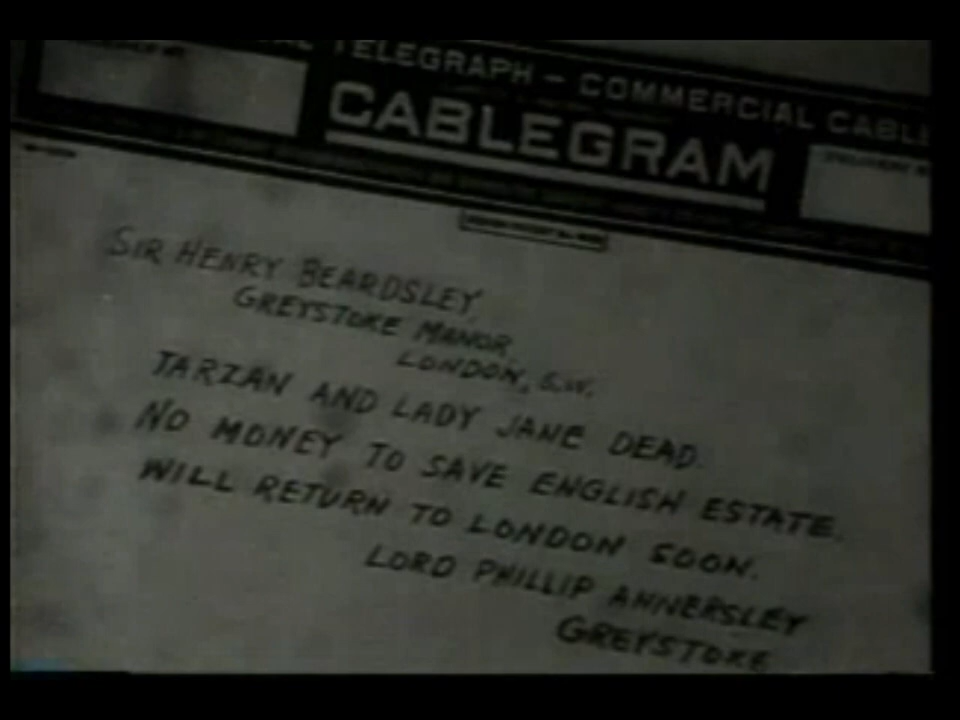 TELEGRAPH - COMMERCIAL CABLE
CABLEGRAM
SIR HENRY BEARDSLEY,
GREYSTOKE MANOR,
LONDON, S.W.
TARZAN AND LADY JANE DEAD.
NO MONEY TO SAVE ENGLISH ESTATE.
WILL RETURN TO LONDON SOON.
LORD PHILLIP ANNERSLEY
GREYSTOKE